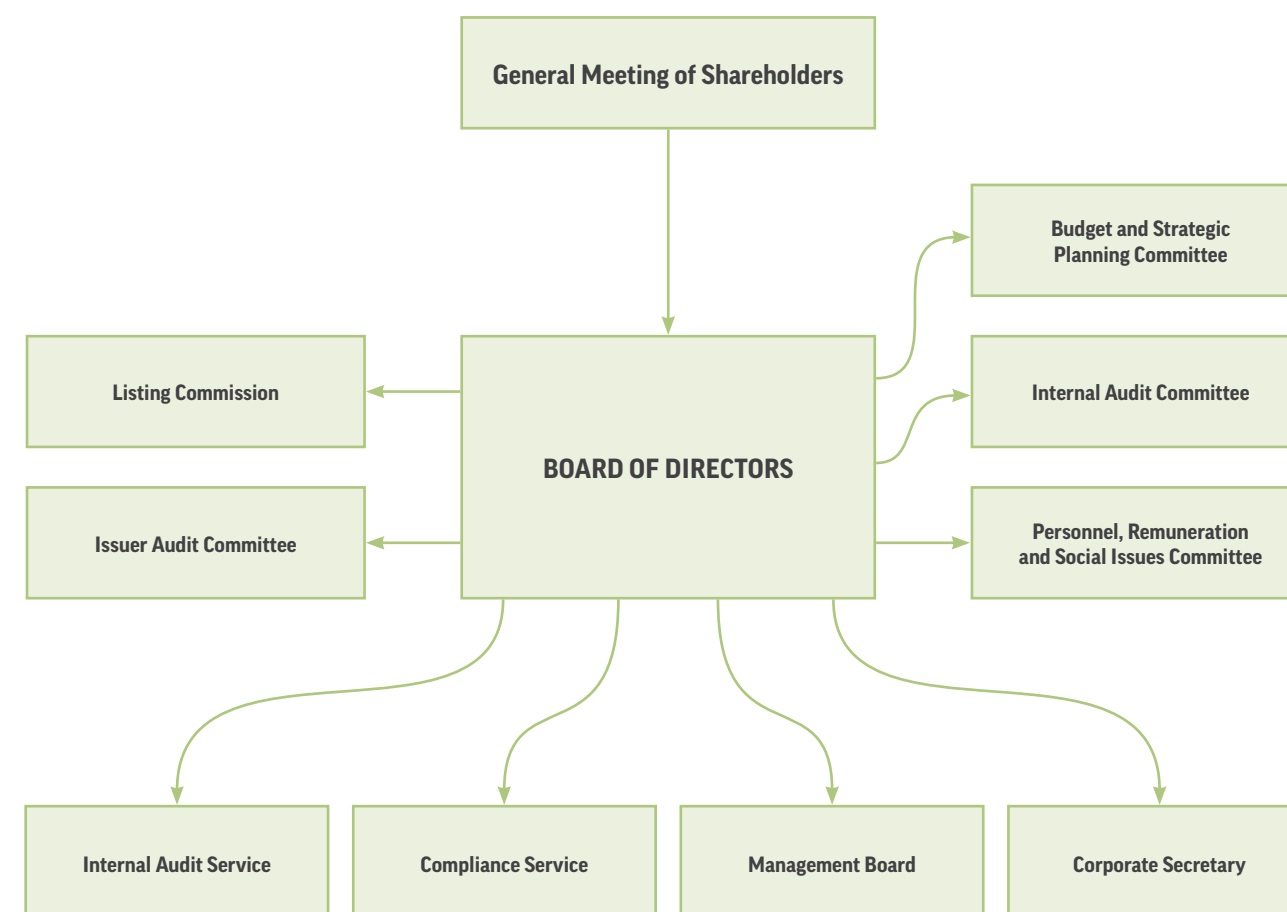 General Meeting of Shareholders
Budget and Strategic
Planning Committee
Listing Commission
Internal Audit Committee
BOARD OF DIRECTORS
Issuer Audit Committee
Personnel, Remuneration
and Social Issues Committee
Internal Audit Service
Compliance Service
Management Board
Corporate Secretary